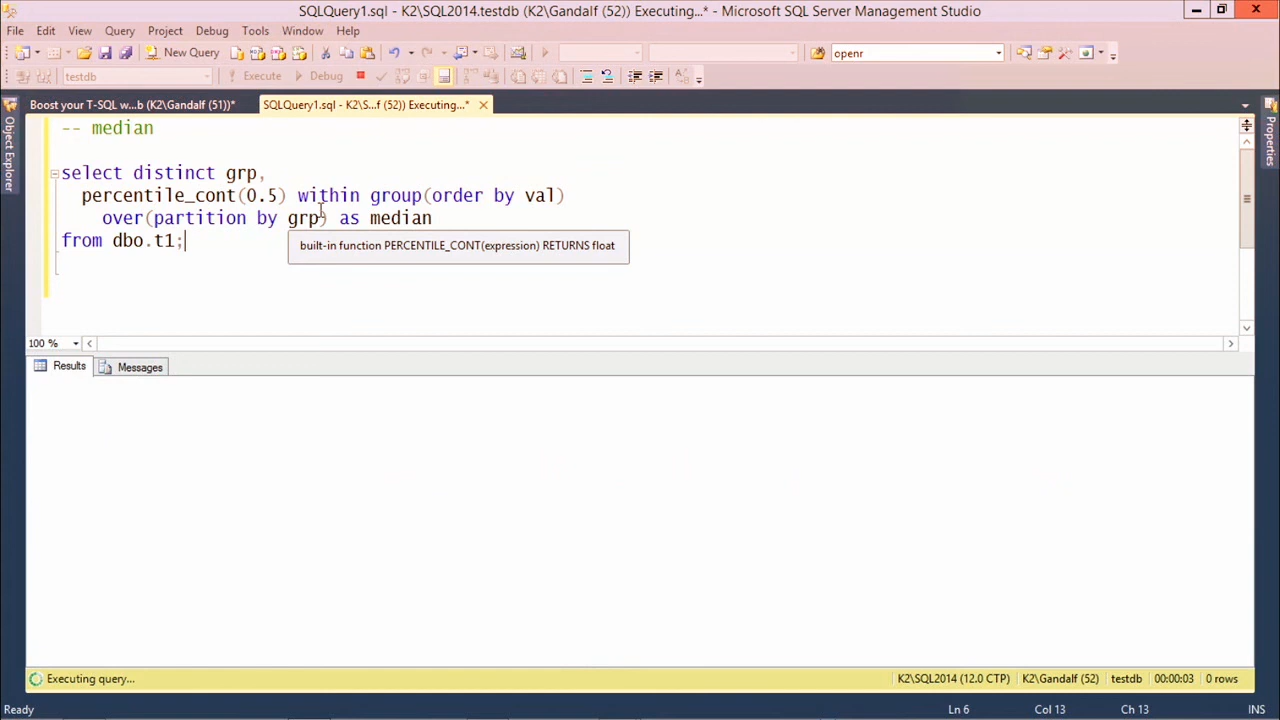 SQLQuery1.sql - K2\SQL2014.testdb (K2\Gandalf (52)) Executing...* - Microsoft SQL Server Management Studio
File Edit View Query Project Debug Tools Window Help
New Query openr
testdb Execute Debug
Boost your T-SQL w...b (K2\Gandalf (51))* SQLQuery1.sql - K2\S...f (52)) Executing...*
Object Explorer
Properties
-- median
select distinct grp,
percentile_cont(0.5) within group(order by val)
over(partition by grp) as median
from dbo.t1;
built-in function PERCENTILE_CONT(expression) RETURNS float
100 %
Results Messages
Executing query... K2\SQL2014 (12.0 CTP) K2\Gandalf (52) testdb 00:00:03 0 rows
Ready Ln 6 Col 13 Ch 13 INS